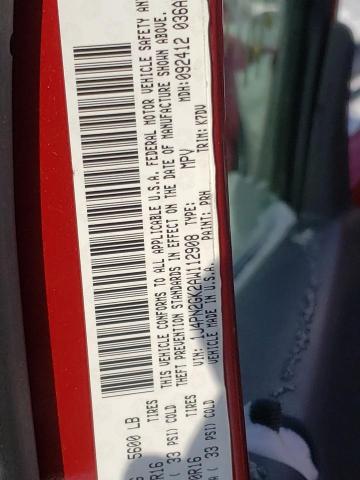 5600 LB
TIRES
R16
( 33 PSI) COLD
THIS VEHICLE CONFORMS TO ALL APPLICABLE U.S.A. FEDERAL MOTOR VEHICLE SAFETY AN
THEFT PREVENTION STANDARDS IN EFFECT ON THE DATE OF MANUFACTURE SHOWN ABOVE.
MDH:092412 036A
VIN: 1J4PN2GK2AW112908 TYPE: MPV
PAINT: PRH TRIM: K7DV
VEHICLE MADE IN U.S.A.
TIRES
0R16
( 33 PSI) COLD